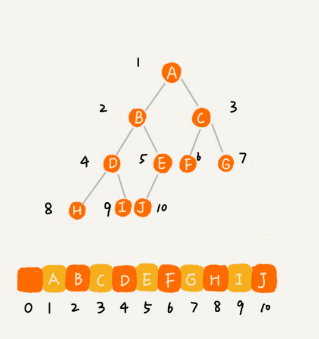 1
A
2 B C 3
4 D 5 E F 6 G 7
8 H 9 I J 10
A B C D E F G H I J
0 1 2 3 4 5 6 7 8 9 10